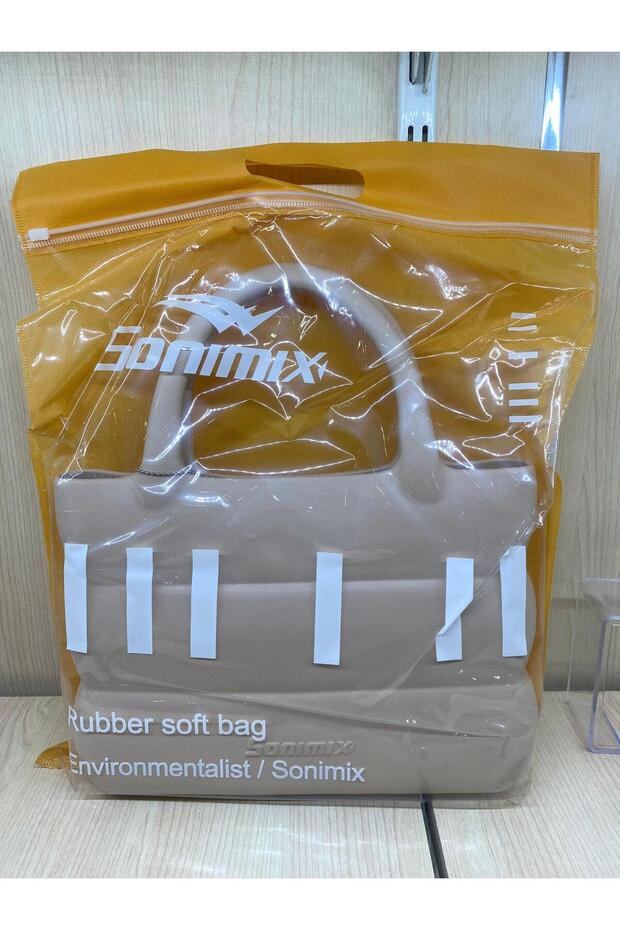 Sonimix
Rubber soft bag
Sonimix
Environmentalist / Sonimix